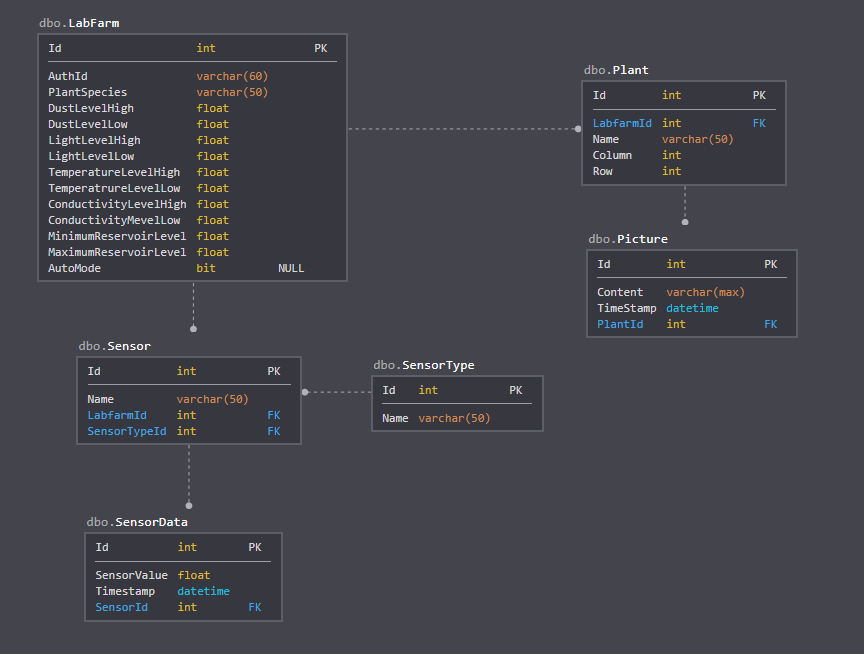 dbo.LabFarm
Id int PK
AuthId varchar(60)
PlantSpecies varchar(50)
DustLevelHigh float
DustLevelLow float
LightLevelHigh float
LightLevelLow float
TemperatureLevelHigh float
TemperatrureLevelLow float
ConductivityLevelHigh float
ConductivityMevelLow float
MinimumReservoirLevel float
MaximumReservoirLevel float
AutoMode bit NULL
dbo.Plant
Id int PK
LabfarmId int FK
Name varchar(50)
Column int
Row int
dbo.Picture
Id int PK
Content varchar(max)
TimeStamp datetime
PlantId int FK
dbo.Sensor
Id int PK
Name varchar(50)
LabfarmId int FK
SensorTypeId int FK
dbo.SensorType
Id int PK
Name varchar(50)
dbo.SensorData
Id int PK
SensorValue float
Timestamp datetime
SensorId int FK